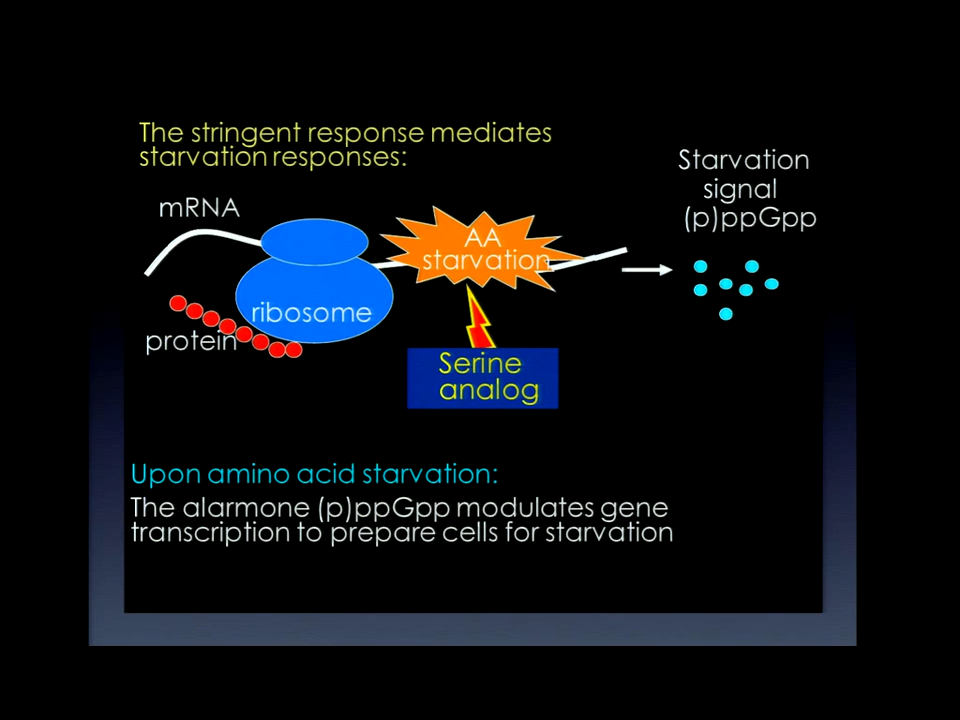 The stringent response mediates
starvation responses:
Starvation
signal
(p)ppGpp
mRNA
AA
starvation
ribosome
protein
Serine
analog
Upon amino acid starvation:
The alarmone (p)ppGpp modulates gene
transcription to prepare cells for starvation